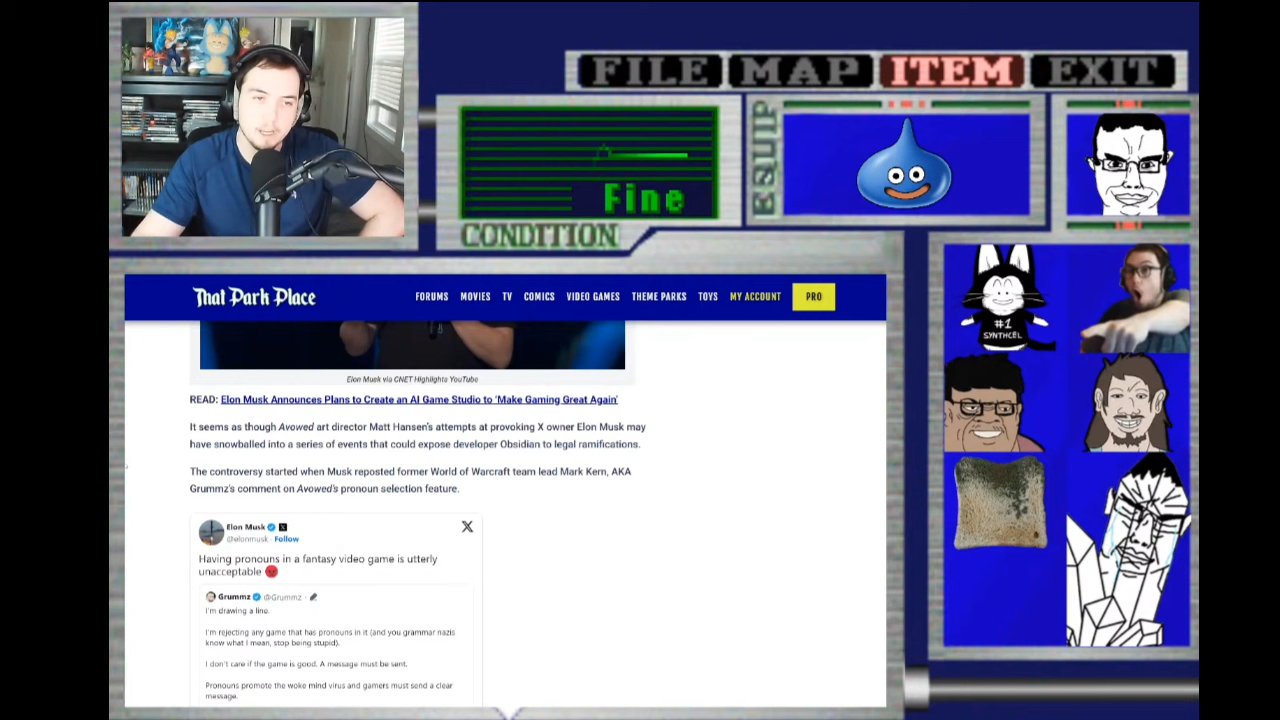 FILE MAP ITEM EXIT
EQUIP
Fine
CONDITION
#1
SYNTHCEL
That Park Place
FORUMS MOVIES TV COMICS VIDEO GAMES THEME PARKS TOYS MY ACCOUNT PRO
Elon Musk via CNET Highlights YouTube
READ: Elon Musk Announces Plans to Create an AI Game Studio to 'Make Gaming Great Again'
It seems as though Avowed art director Matt Hansen's attempts at provoking X owner Elon Musk may
have snowballed into a series of events that could expose developer Obsidian to legal ramifications.
The controversy started when Musk reposted former World of Warcraft team lead Mark Kern, AKA
Grummz's comment on Avowed's pronoun selection feature.
Elon Musk
@elonmusk · Follow
Having pronouns in a fantasy video game is utterly
unacceptable
Grummz @Grummz ·
I'm drawing a line.
I'm rejecting any game that has pronouns in it (and you grammar nazis
know what I mean, stop being stupid).
I don't care if the game is good. A message must be sent.
Pronouns promote the woke mind virus and gamers must send a clear
message.